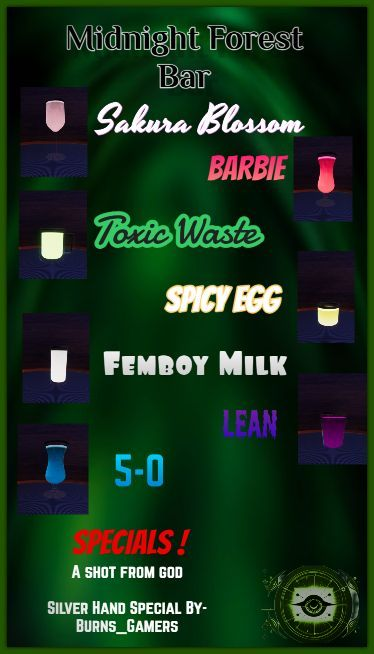 Midnight Forest
Bar
Sakura Blossom
BARBIE
Toxic Waste
SPICY EGG
FEMBOY MILK
LEAN
5-0
SPECIALS !
A SHOT FROM GOD
SILVER HAND SPECIAL BY-
BURNS_GAMERS